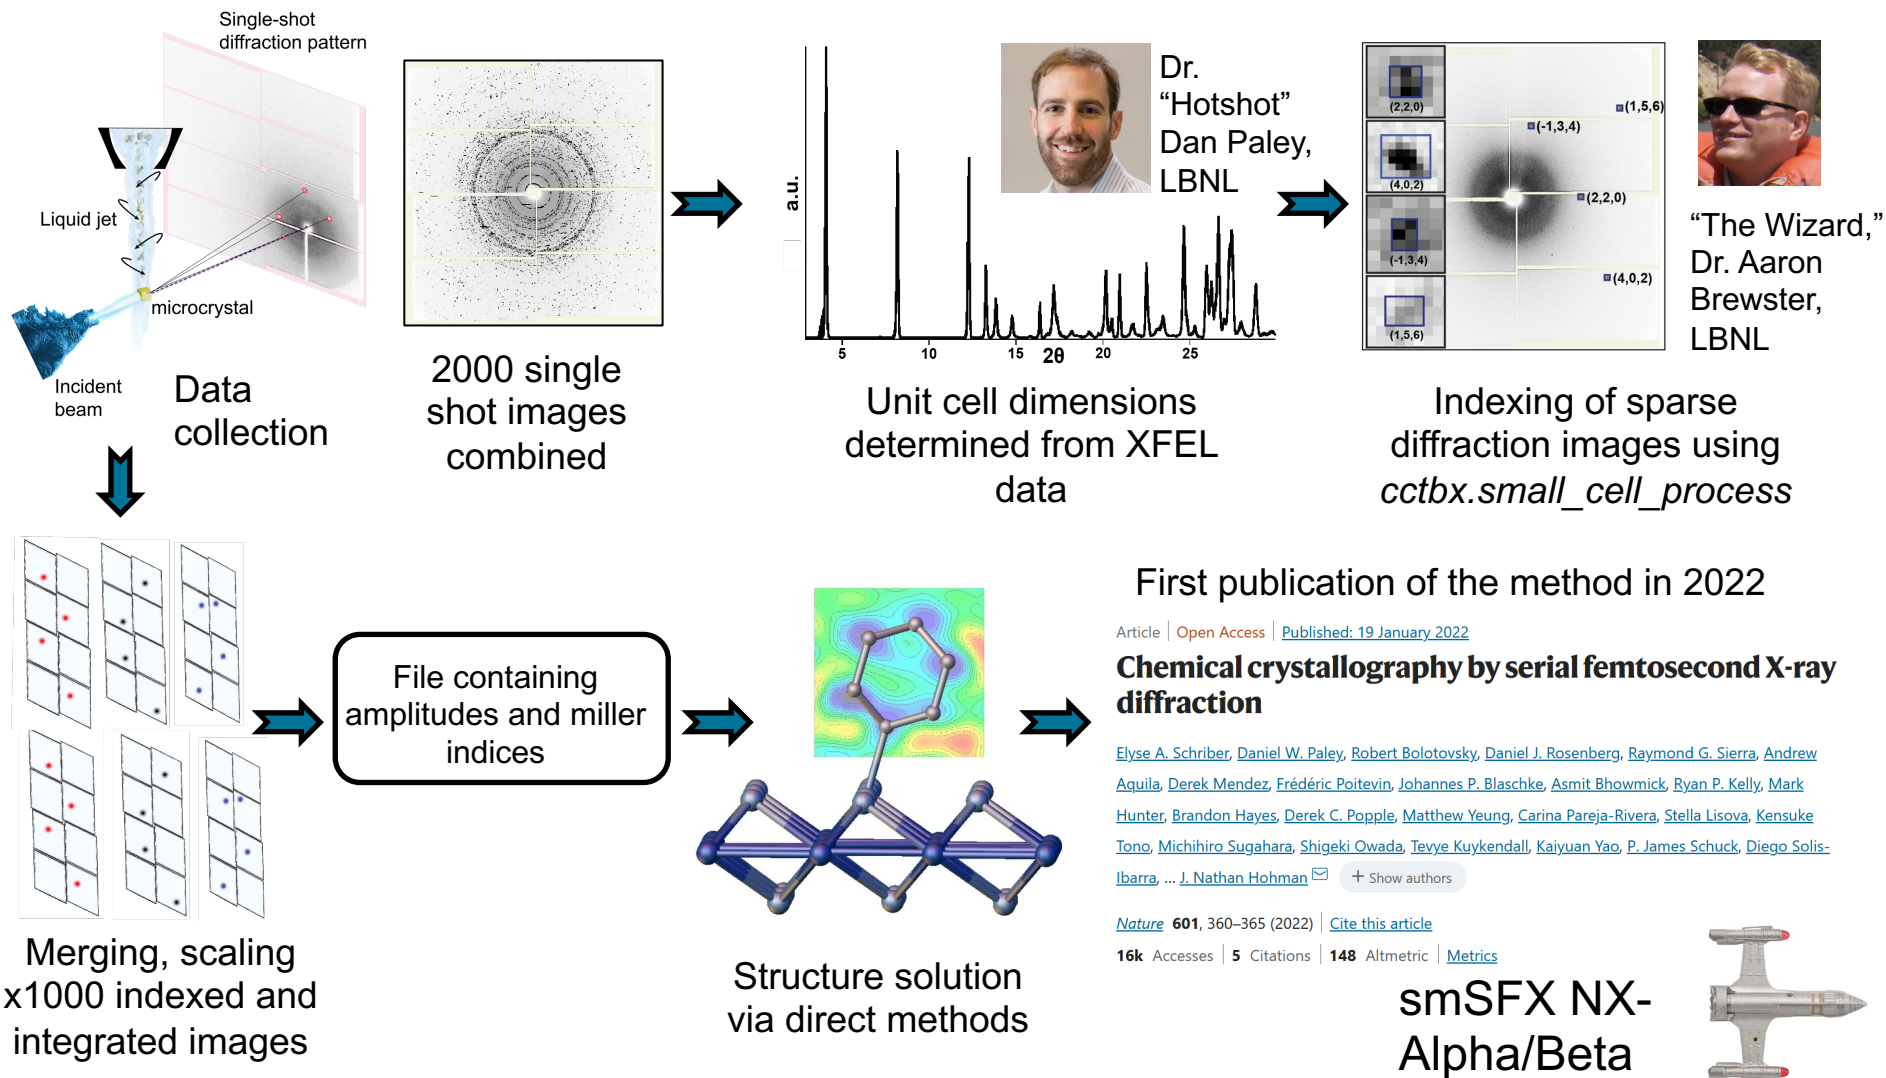 Single-shot
diffraction pattern
Liquid jet
microcrystal
Incident
beam
Data
collection
2000 single
shot images
combined
a.u.
5
10
15
2θ
20
25
Dr.
“Hotshot”
Dan Paley,
LBNL
Unit cell dimensions
determined from XFEL
data
(2,2,0)
(4,0,2)
(-1,3,4)
(1,5,6)
(1,5,6)
(-1,3,4)
(2,2,0)
(4,0,2)
“The Wizard,”
Dr. Aaron
Brewster,
LBNL
Indexing of sparse
diffraction images using
cctbx.small_cell_process
Merging, scaling
x1000 indexed and
integrated images
File containing
amplitudes and miller
indices
Structure solution
via direct methods
First publication of the method in 2022
Article | Open Access | Published: 19 January 2022
Chemical crystallography by serial femtosecond X-ray
diffraction
Elyse A. Schriber, Daniel W. Paley, Robert Bolotovsky, Daniel J. Rosenberg, Raymond G. Sierra, Andrew
Aquila, Derek Mendez, Frédéric Poitevin, Johannes P. Blaschke, Asmit Bhowmick, Ryan P. Kelly, Mark
Hunter, Brandon Hayes, Derek C. Popple, Matthew Yeung, Carina Pareja-Rivera, Stella Lisova, Kensuke
Tono, Michihiro Sugahara, Shigeki Owada, Tevye Kuykendall, Kaiyuan Yao, P. James Schuck, Diego Solis-
Ibarra, ... J. Nathan Hohman + Show authors
Nature 601, 360–365 (2022) | Cite this article
16k Accesses | 5 Citations | 148 Altmetric | Metrics
smSFX NX-
Alpha/Beta